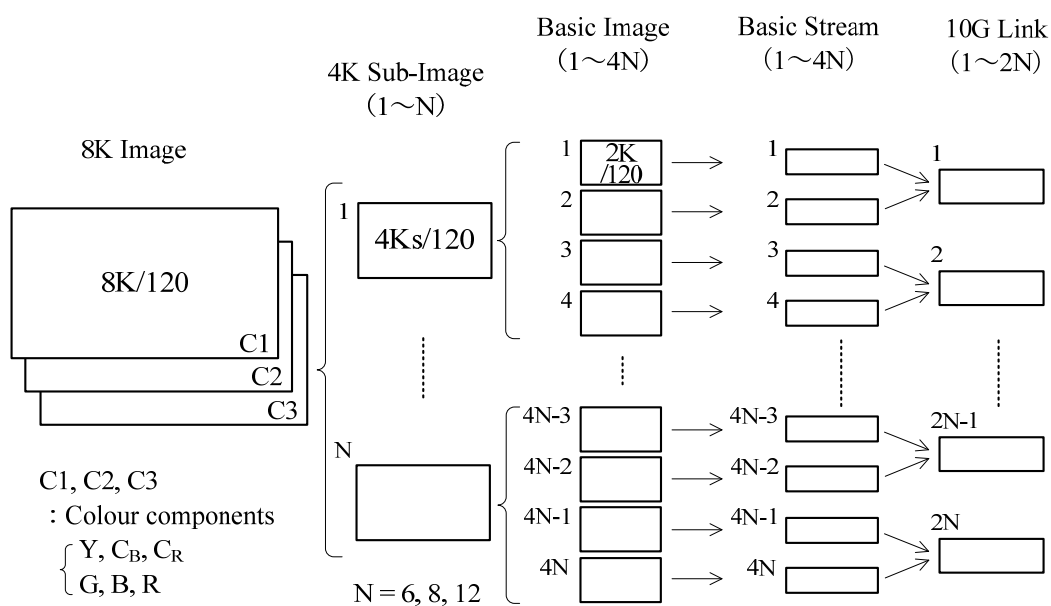 Basic Image
(1～4N)
Basic Stream
(1～4N)
10G Link
(1～2N)
4K Sub-Image
(1～N)
8K Image
8K/120
C1
C2
C3
1
4Ks/120
N
1
2K
/120
2
3
4
4N-3
4N-2
4N-1
4N
1
2
3
4
4N-3
4N-2
4N-1
4N
1
2
2N-1
2N
C1, C2, C3
: Colour components
Y, CB, CR
G, B, R
N = 6, 8, 12